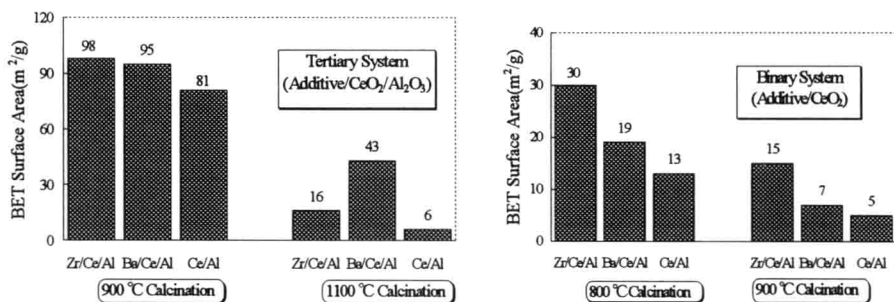 BET Surface Area(m²/g)
120
90
60
30
0
98
95
81
16
43
6
Tertiary System
(Additive/CeO₂/Al₂O₃)
Zr/Ce/Al Ba/Ce/Al Ce/Al
Zr/Ce/Al Ba/Ce/Al Ce/Al
900 °C Calcination
1100 °C Calcination
BET Surface Area(m²/g)
40
30
20
10
0
30
19
13
15
7
5
Binary System
(Additive/CeO₂)
Zr/Ce/Al Ba/Ce/Al Ce/Al
Zr/Ce/Al Ba/Ce/Al Ce/Al
800 °C Calcination
900 °C Calcination